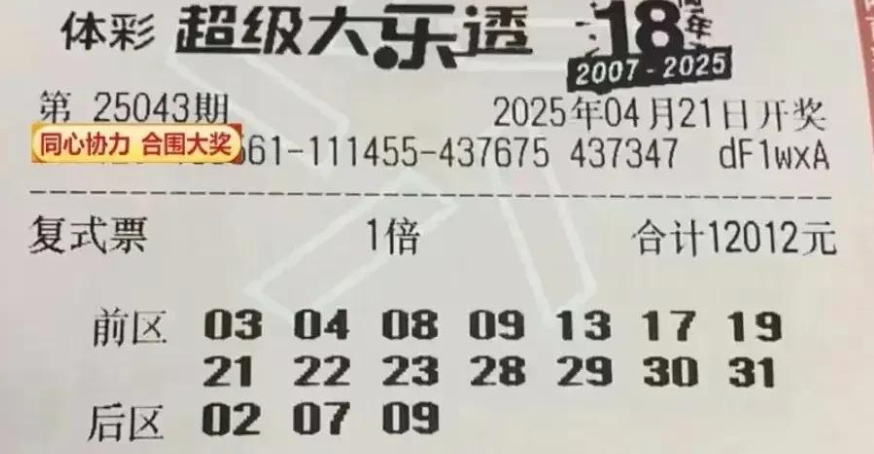 体彩 超级大乐透 18周年
2007-2025
第 25043期 2025年04月21日开奖
同心协力 合围大奖 661-111455-437675 437347 dF1wxA
复式票 1倍 合计12012元
前区 03 04 08 09 13 17 19
21 22 23 28 29 30 31
后区 02 07 09